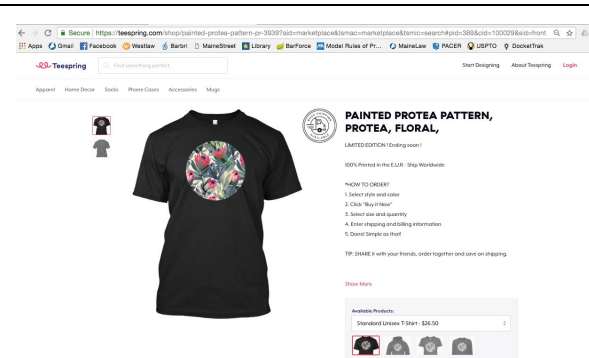 Secure | https://teespring.com/shop/painted-protea-pattern-pr-3939?aid=marketplace&tsmac=marketplace&tsmic=search#pid=389&cid=100029&sid=front
Apps Gmail Facebook Westlaw Barbri MaineStreet Library BarForce Model Rules of Pr... MaineLaw PACER USPTO DocketTrak
Teespring Find something perfect Start Designing About Teespring Login
Apparel Home Decor Socks Phone Cases Accessories Mugs
PAINTED PROTEA PATTERN,
PROTEA, FLORAL,
LIMITED EDITION ! Ending soon !
100% Printed in the E.U.R - Ship Worldwide
*HOW TO ORDER?
1. Select style and color
2. Click "Buy it Now"
3. Select size and quantity
4. Enter shipping and billing information
5. Done! Simple as that!
TIP: SHARE it with your friends, order together and save on shipping.
Show More
Available Products:
Standard Unisex T-Shirt - $26.50